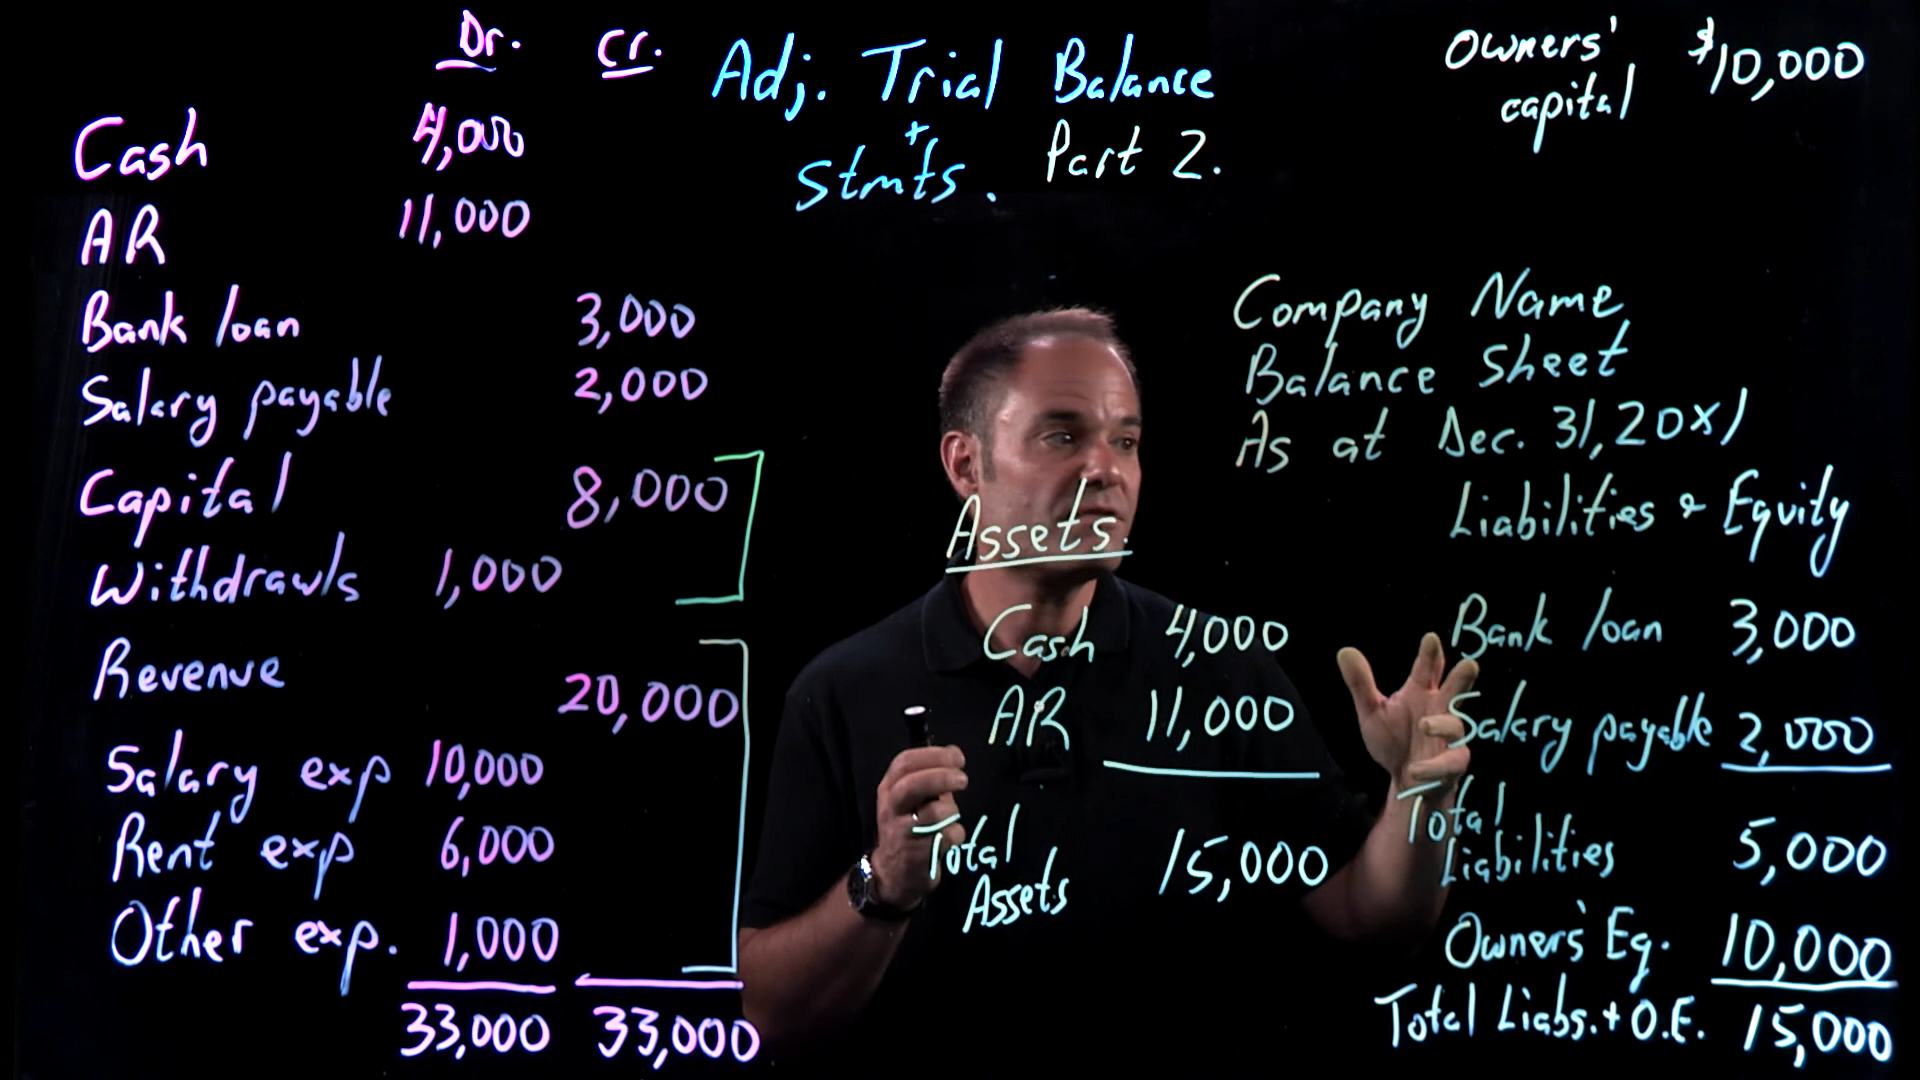 Dr. Cr.
Cash 4,000
AR 11,000
Bank loan 3,000
Salary payable 2,000
Capital 8,000
Withdrawls 1,000
Revenue 20,000
Salary exp 10,000
Rent exp 6,000
Other exp. 1,000
33,000 33,000
Adj. Trial Balance
+
Stmts. Part 2.
Owners' $10,000
capital
Company Name
Balance Sheet
As at Dec. 31, 20X1
Assets.
Cash 4,000
AR 11,000
Total 15,000
Assets
Liabilities & Equity
Bank loan 3,000
Salary payable 2,000
Total
Liabilities 5,000
Owners' Eq. 10,000
Total Liabs. + O.E. 15,000